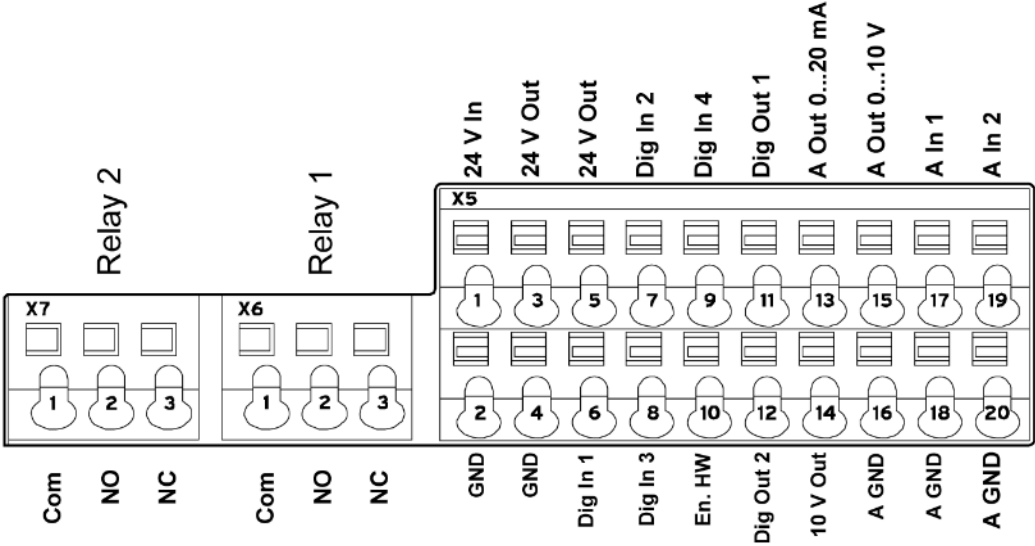 24 V In
24 V Out
24 V Out
Dig In 2
Dig In 4
Dig Out 1
A Out 0...20 mA
A Out 0...10 V
A In 1
A In 2
Relay 2
Relay 1
X5
1 3 5 7 9 11 13 15 17 19
X7
X6
1 2 3
1 2 3
2 4 6 8 10 12 14 16 18 20
Com
NO
NC
Com
NO
NC
GND
GND
Dig In 1
Dig In 3
En. HW
Dig Out 2
10 V Out
A GND
A GND
A GND